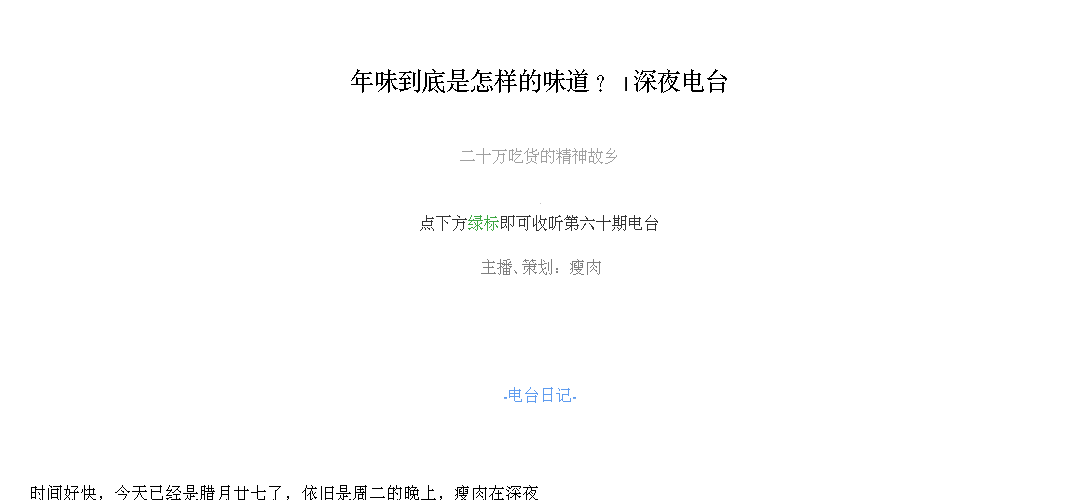 年味到底是怎样的味道？ |深夜电台
二十万吃货的精神故乡
点下方绿标即可收听第六十期电台
主播、策划：瘦肉
-电台日记-
时间好快，今天已经是腊月廿七了，依旧是周二的晚上，瘦肉在深夜